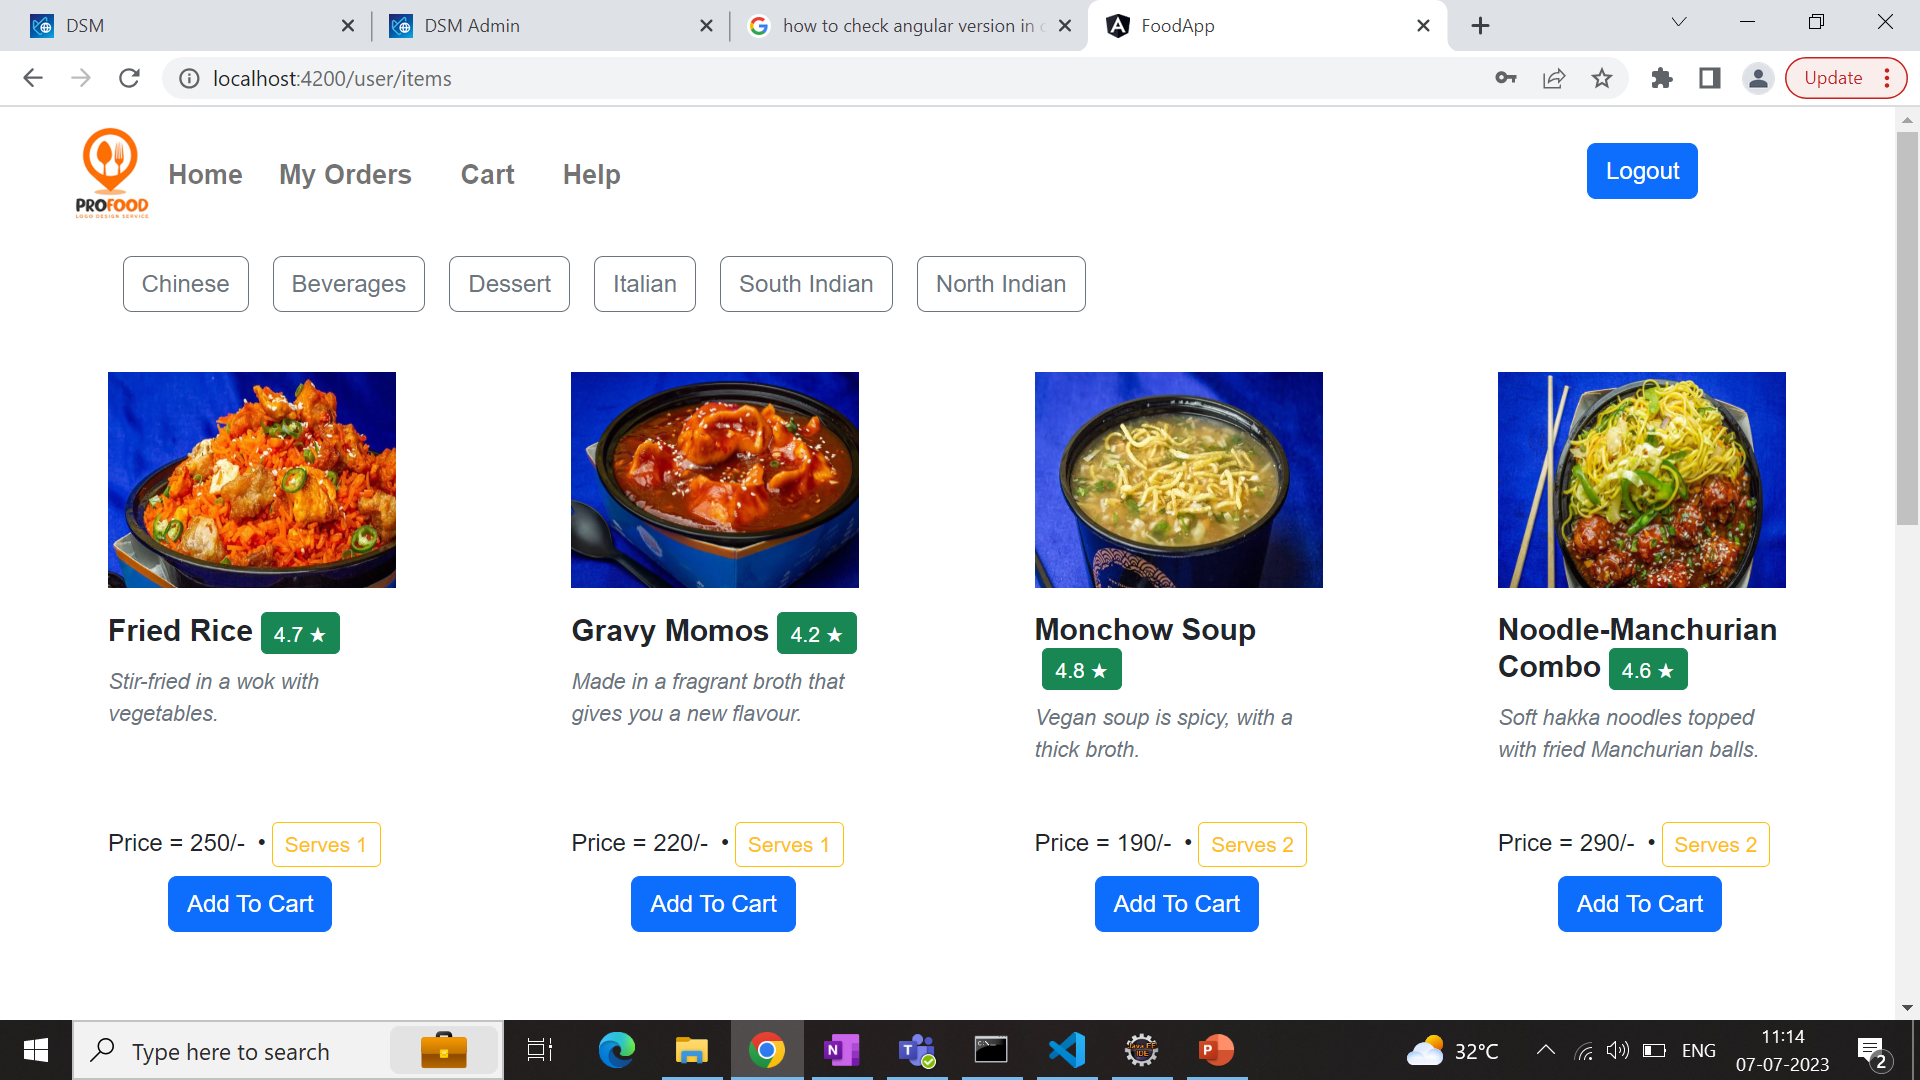 DSM
DSM Admin
how to check angular version in
FoodApp
localhost:4200/user/items
Update
PROFOOD
LOGO DESIGN SERVICE
Home My Orders Cart Help
Logout
Chinese Beverages Dessert Italian South Indian North Indian
Fried Rice 4.7 ★
Stir-fried in a wok with
vegetables.
Price = 250/- • Serves 1
Add To Cart
Gravy Momos 4.2 ★
Made in a fragrant broth that
gives you a new flavour.
Price = 220/- • Serves 1
Add To Cart
Monchow Soup
4.8 ★
Vegan soup is spicy, with a
thick broth.
Price = 190/- • Serves 2
Add To Cart
Noodle-Manchurian
Combo 4.6 ★
Soft hakka noodles topped
with fried Manchurian balls.
Price = 290/- • Serves 2
Add To Cart
Type here to search
Java EE
IDE
32°C
ENG
11:14
07-07-2023
2